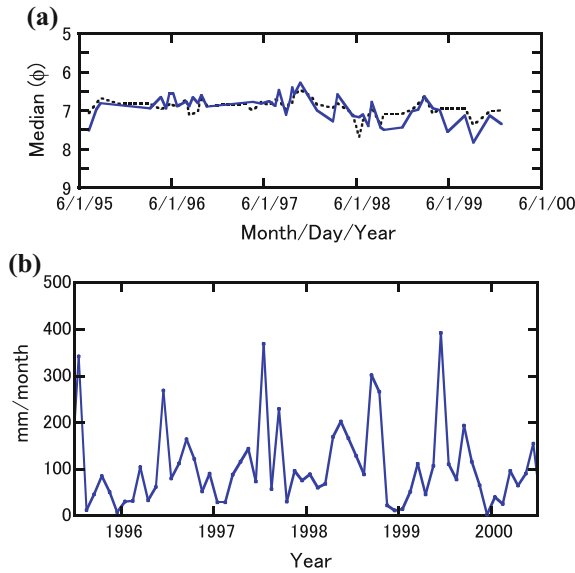 (a)
5
6
7
8
9
Median (ϕ)
6/1/95 6/1/96 6/1/97 6/1/98 6/1/99 6/1/00
Month/Day/Year
(b)
500
400
300
200
100
0
mm/month
1996 1997 1998 1999 2000
Year